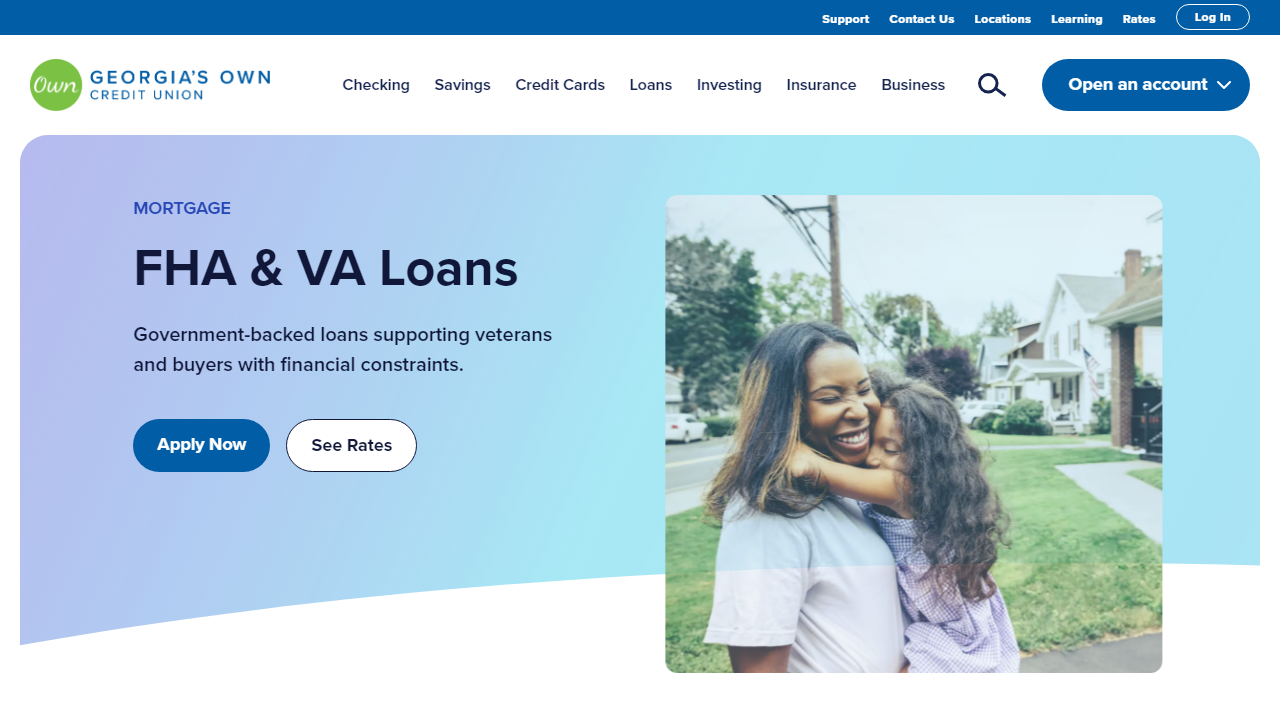 Support Contact Us Locations Learning Rates Log In
Own GEORGIA'S OWN
CREDIT UNION
Checking Savings Credit Cards Loans Investing Insurance Business Open an account
MORTGAGE
FHA & VA Loans
Government-backed loans supporting veterans
and buyers with financial constraints.
Apply Now See Rates